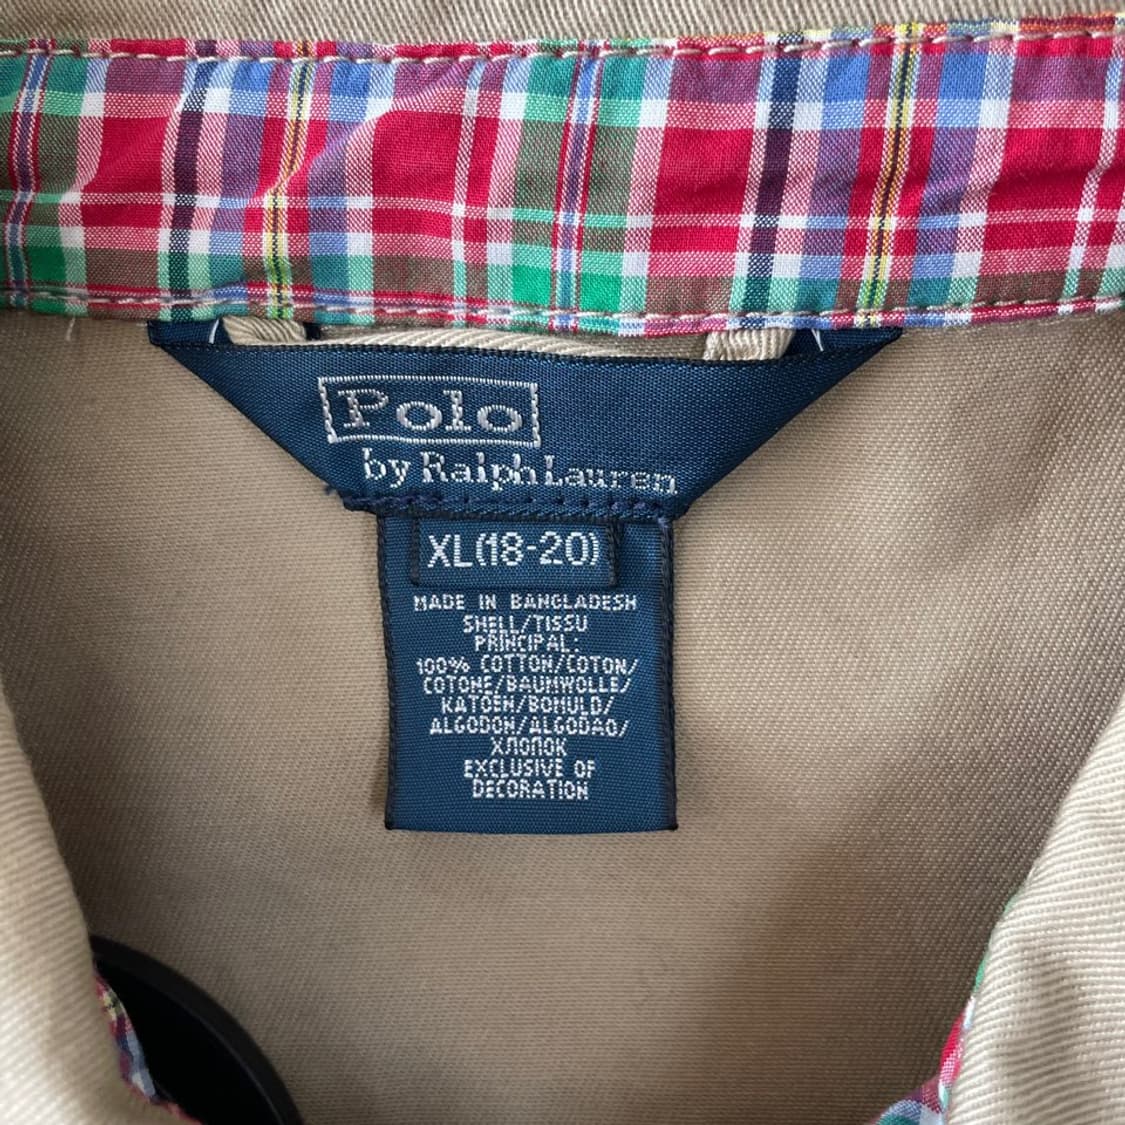 Polo
by Ralph Lauren
XL(18-20)
MADE IN BANGLADESH
SHELL/TISSU
PRINCIPAL:
100% COTTON/COTON/
COTONE/BAUMWOLLE/
KATOEN/BOMULD/
ALGODON/ALGODAO/
ХЛОПОК
EXCLUSIVE OF
DECORATION